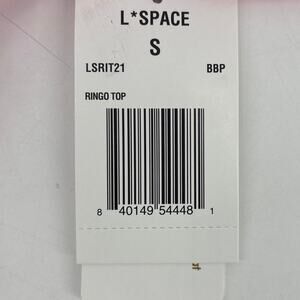 L*SPACE
S
LSRIT21 BBP
RINGO TOP
8 40149 54448 1